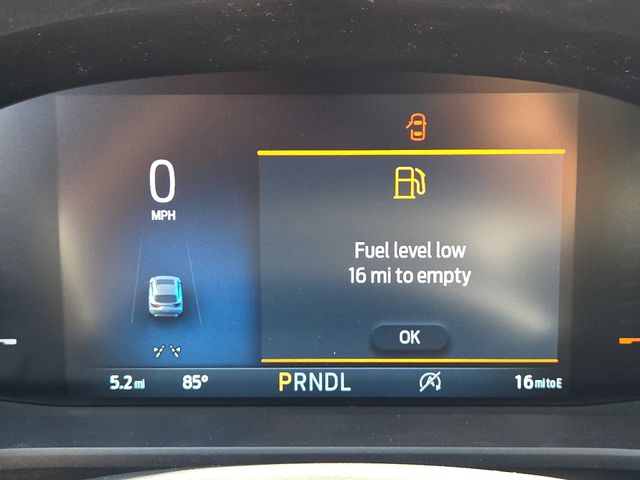 0
MPH
Fuel level low
16 mi to empty
OK
5.2 mi 85° PRNDL 16 mi to E